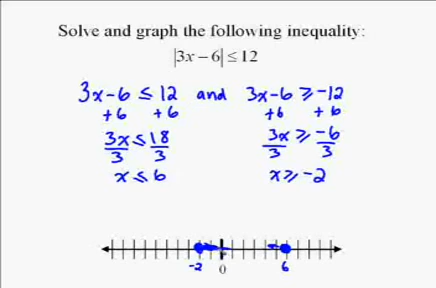 Solve and graph the following inequality:
|3x − 6| ≤ 12
3x-6 ≤ 12 and 3x-6 ≥ -12
+6 +6 +6 +6
3x ≤ 18 3x ≥ -6
3 3 3 3
x ≤ 6 x ≥ -2
-2 0 6